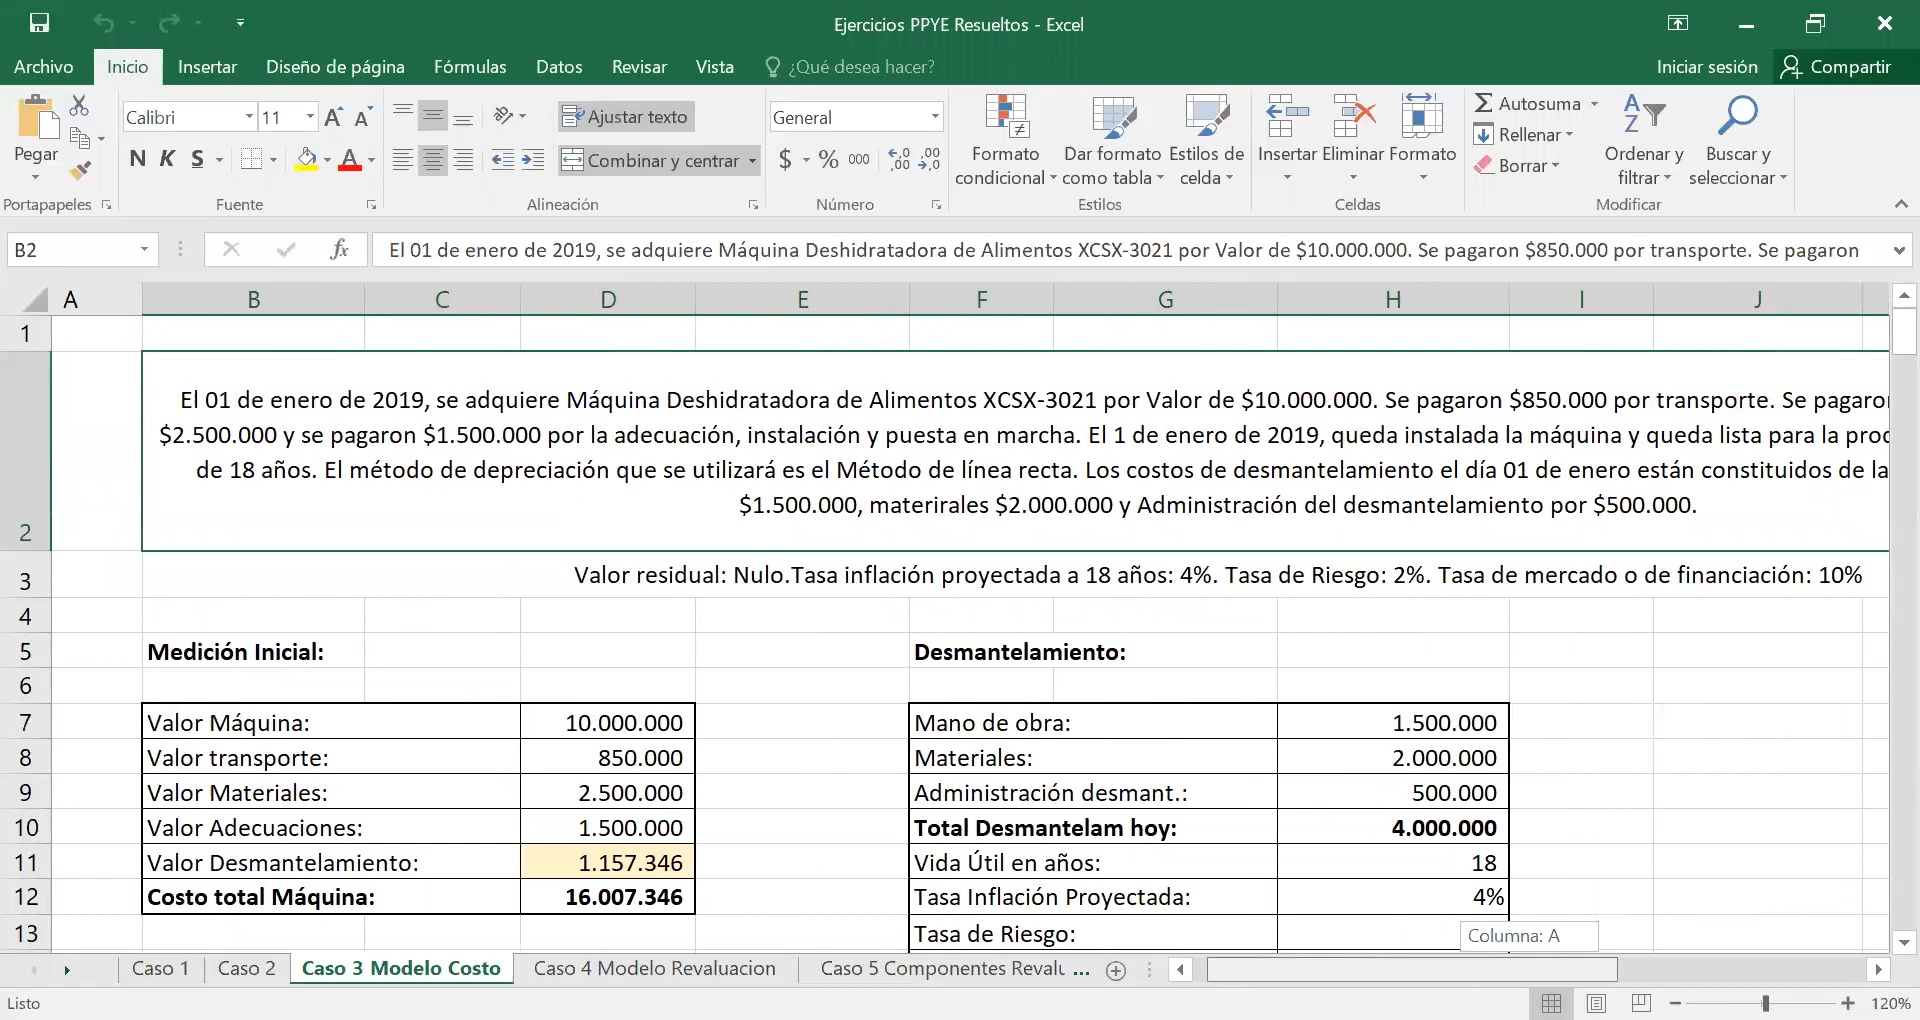 Ejercicios PPYE Resueltos - Excel
Archivo Inicio Insertar Diseño de página Fórmulas Datos Revisar Vista ¿Qué desea hacer? Iniciar sesión Compartir
Calibri 11 A A Ajustar texto General Autosuma
N K S A Combinar y centrar $ % 000 Rellenar
Pegar Formato condicional Dar formato como tabla Estilos de celda Insertar Eliminar Formato Borrar Ordenar y filtrar Buscar y seleccionar
Portapapeles Fuente Alineación Número Estilos Celdas Modificar
B2 fx El 01 de enero de 2019, se adquiere Máquina Deshidratadora de Alimentos XCSX-3021 por Valor de $10.000.000. Se pagaron $850.000 por transporte. Se pagaron
A B C D E F G H I J
1
El 01 de enero de 2019, se adquiere Máquina Deshidratadora de Alimentos XCSX-3021 por Valor de $10.000.000. Se pagaron $850.000 por transporte. Se pagaro
$2.500.000 y se pagaron $1.500.000 por la adecuación, instalación y puesta en marcha. El 1 de enero de 2019, queda instalada la máquina y queda lista para la proc
de 18 años. El método de depreciación que se utilizará es el Método de línea recta. Los costos de desmantelamiento el día 01 de enero están constituidos de la
$1.500.000, materirales $2.000.000 y Administración del desmantelamiento por $500.000.
2
3 Valor residual: Nulo.Tasa inflación proyectada a 18 años: 4%. Tasa de Riesgo: 2%. Tasa de mercado o de financiación: 10%
4
5 Medición Inicial: Desmantelamiento:
6
7 Valor Máquina: 10.000.000 Mano de obra: 1.500.000
8 Valor transporte: 850.000 Materiales: 2.000.000
9 Valor Materiales: 2.500.000 Administración desmant.: 500.000
10 Valor Adecuaciones: 1.500.000 Total Desmantelam hoy: 4.000.000
11 Valor Desmantelamiento: 1.157.346 Vida Útil en años: 18
12 Costo total Máquina: 16.007.346 Tasa Inflación Proyectada: 4%
13 Tasa de Riesgo: Columna: A
Caso 1 Caso 2 Caso 3 Modelo Costo Caso 4 Modelo Revaluacion Caso 5 Componentes Revalu ...
Listo 120%